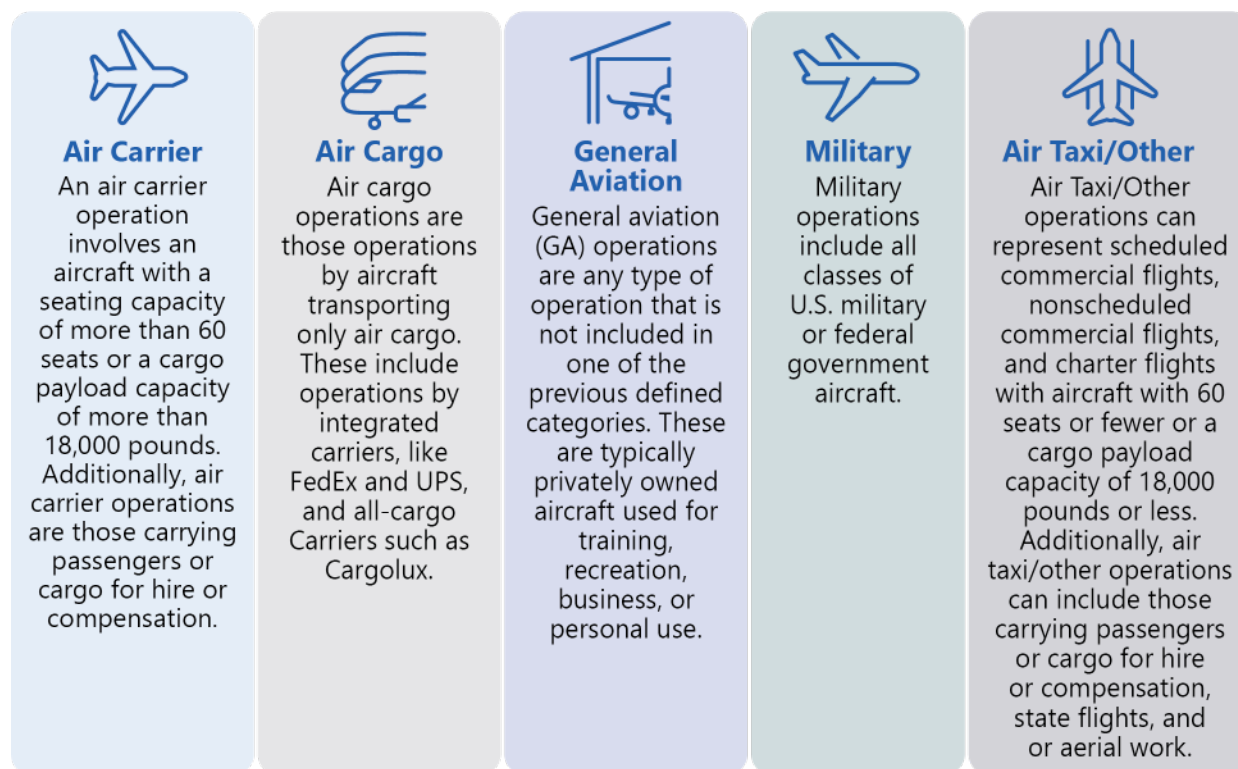 Air Carrier
An air carrier
operation
involves an
aircraft with a
seating capacity
of more than 60
seats or a cargo
payload capacity
of more than
18,000 pounds.
Additionally, air
carrier operations
are those carrying
passengers or
cargo for hire or
compensation.
Air Cargo
Air cargo
operations are
those operations
by aircraft
transporting
only air cargo.
These include
operations by
integrated
carriers, like
FedEx and UPS,
and all-cargo
Carriers such as
Cargolux.
General
Aviation
General aviation
(GA) operations
are any type of
operation that is
not included in
one of the
previous defined
categories. These
are typically
privately owned
aircraft used for
training,
recreation,
business, or
personal use.
Military
Military
operations
include all
classes of
U.S. military
or federal
government
aircraft.
Air Taxi/Other
Air Taxi/Other
operations can
represent scheduled
commercial flights,
nonscheduled
commercial flights,
and charter flights
with aircraft with 60
seats or fewer or a
cargo payload
capacity of 18,000
pounds or less.
Additionally, air
taxi/other operations
can include those
carrying passengers
or cargo for hire
or compensation,
state flights, and
or aerial work.